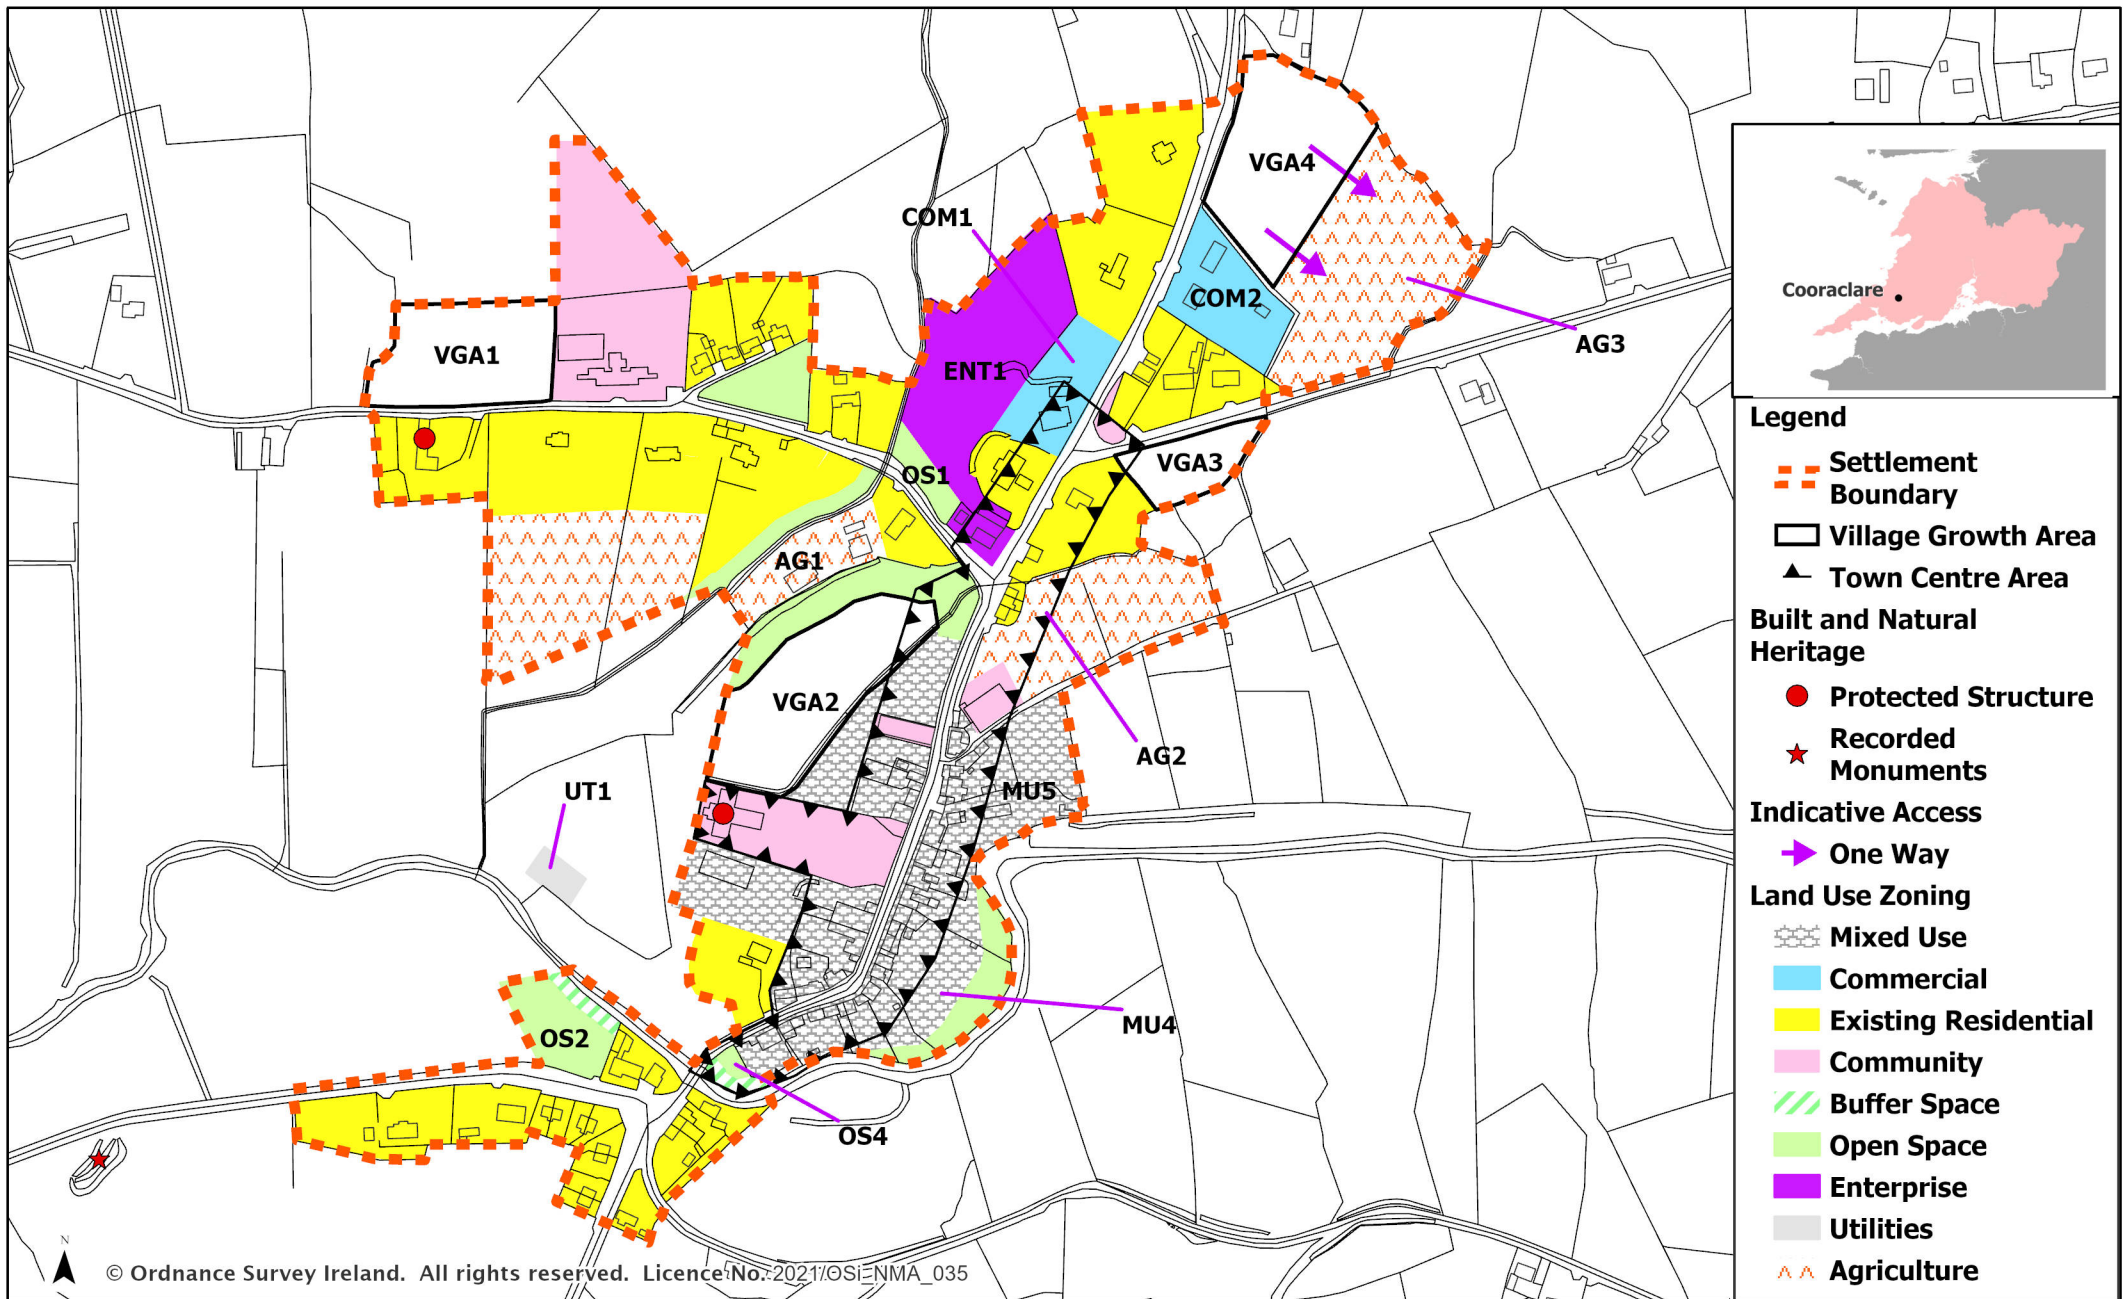 VGA4
COM1
COM2
VGA1
AG3
ENT1
VGA3
OS1
AG1
VGA2
AG2
UT1
MU5
MU4
OS2
OS4
N
© Ordnance Survey Ireland. All rights reserved. Licence No. 2021/OSi_NMA_035
Cooraclare
Legend
Settlement
Boundary
Village Growth Area
Town Centre Area
Built and Natural
Heritage
Protected Structure
Recorded
Monuments
Indicative Access
One Way
Land Use Zoning
Mixed Use
Commercial
Existing Residential
Community
Buffer Space
Open Space
Enterprise
Utilities
Agriculture